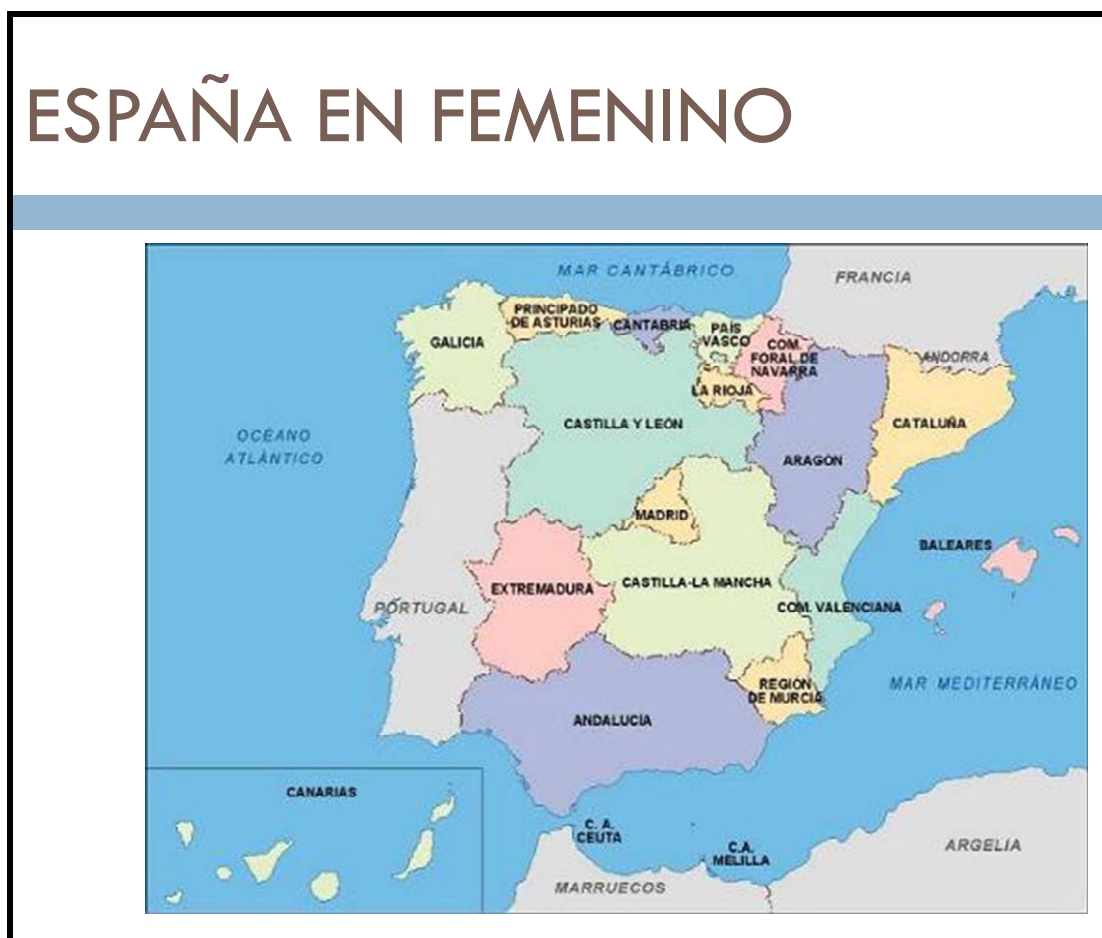 ESPAÑA EN FEMENINO
MAR CANTÁBRICO
FRANCIA
PRINCIPADO
DE ASTURIAS
CANTABRIA
PAÍS
VASCO
GALICIA
COM.
FORAL DE
NAVARRA
ANDORRA
LA RIOJA
CASTILLA Y LEÓN
CATALUÑA
OCÉANO
ATLÁNTICO
ARAGÓN
MADRID
BALEARES
EXTREMADURA
CASTILLA-LA MANCHA
PORTUGAL
COM. VALENCIANA
MAR MEDITERRÁNEO
REGIÓN
DE MURCIA
ANDALUCÍA
CANARIAS
C. A.
CEUTA
C.A.
MELILLA
ARGELIA
MARRUECOS